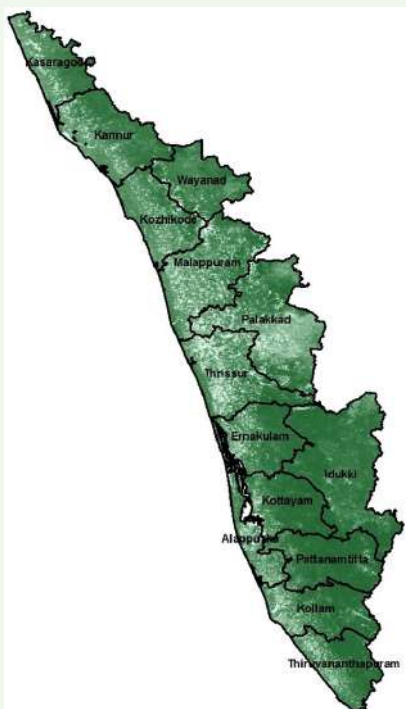 Kasaragod
Kannur
Wayanad
Kozhikode
Malappuram
Palakkad
Thrissur
Ernakulam
Idukki
Kottayam
Alappuzha
Pattanamtitta
Kollam
Thiruvananthapuram